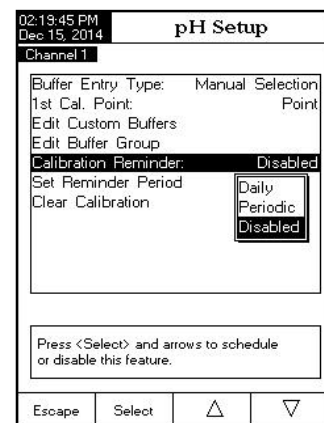 02:19:45 PM
Dec 15, 2014
pH Setup
Channel 1
Buffer Entry Type: Manual Selection
1st Cal. Point: Point
Edit Custom Buffers
Edit Buffer Group
Calibration Reminder: Disabled
Set Reminder Period
Clear Calibration
Daily
Periodic
Disabled
Press <Select> and arrows to schedule
or disable this feature.
Escape Select △ ▽